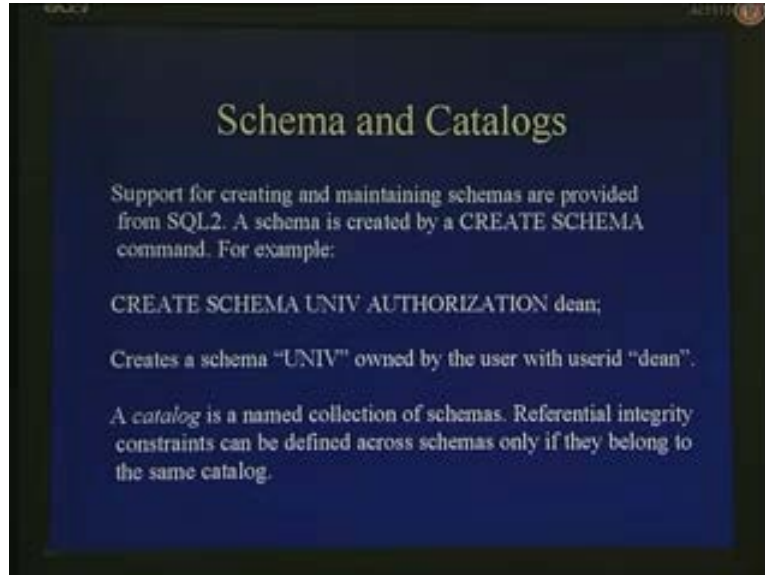 Schema and Catalogs
Support for creating and maintaining schemas are provided
from SQL2. A schema is created by a CREATE SCHEMA
command. For example:
CREATE SCHEMA UNIV AUTHORIZATION dean;
Creates a schema “UNIV” owned by the user with userid “dean”.
A catalog is a named collection of schemas. Referential integrity
constraints can be defined across schemas only if they belong to
the same catalog.